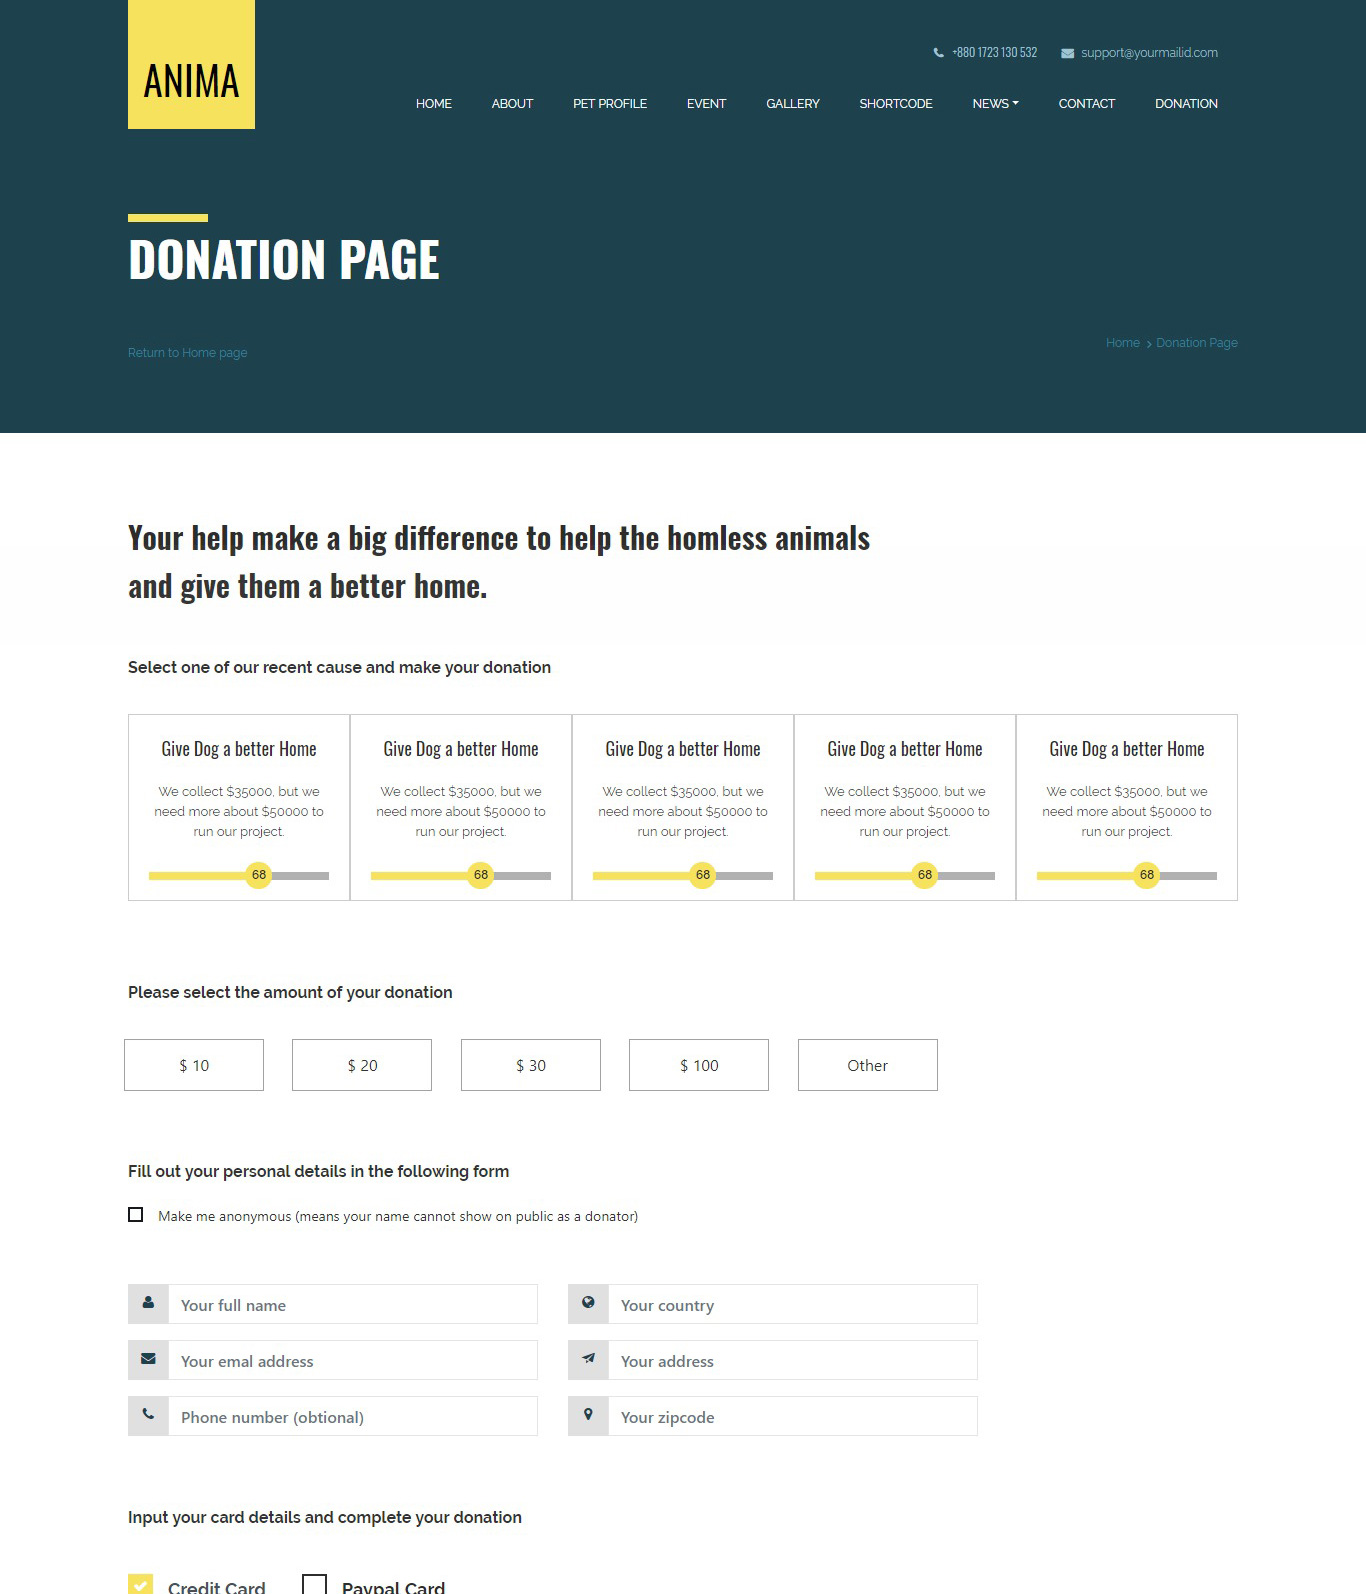 ANIMA
+880 1723 130 532 support@yourmailid.com
HOME ABOUT PET PROFILE EVENT GALLERY SHORTCODE NEWS CONTACT DONATION
DONATION PAGE
Return to Home page
Home Donation Page
Your help make a big difference to help the homless animals
and give them a better home.
Select one of our recent cause and make your donation
Give Dog a better Home
We collect $35000, but we
need more about $50000 to
run our project.
68
Give Dog a better Home
We collect $35000, but we
need more about $50000 to
run our project.
68
Give Dog a better Home
We collect $35000, but we
need more about $50000 to
run our project.
68
Give Dog a better Home
We collect $35000, but we
need more about $50000 to
run our project.
68
Give Dog a better Home
We collect $35000, but we
need more about $50000 to
run our project.
68
Please select the amount of your donation
$ 10 $ 20 $ 30 $ 100 Other
Fill out your personal details in the following form
Make me anonymous (means your name cannot show on public as a donator)
Your full name Your country
Your emal address Your address
Phone number (obtional) Your zipcode
Input your card details and complete your donation
Credit Card Paypal Card